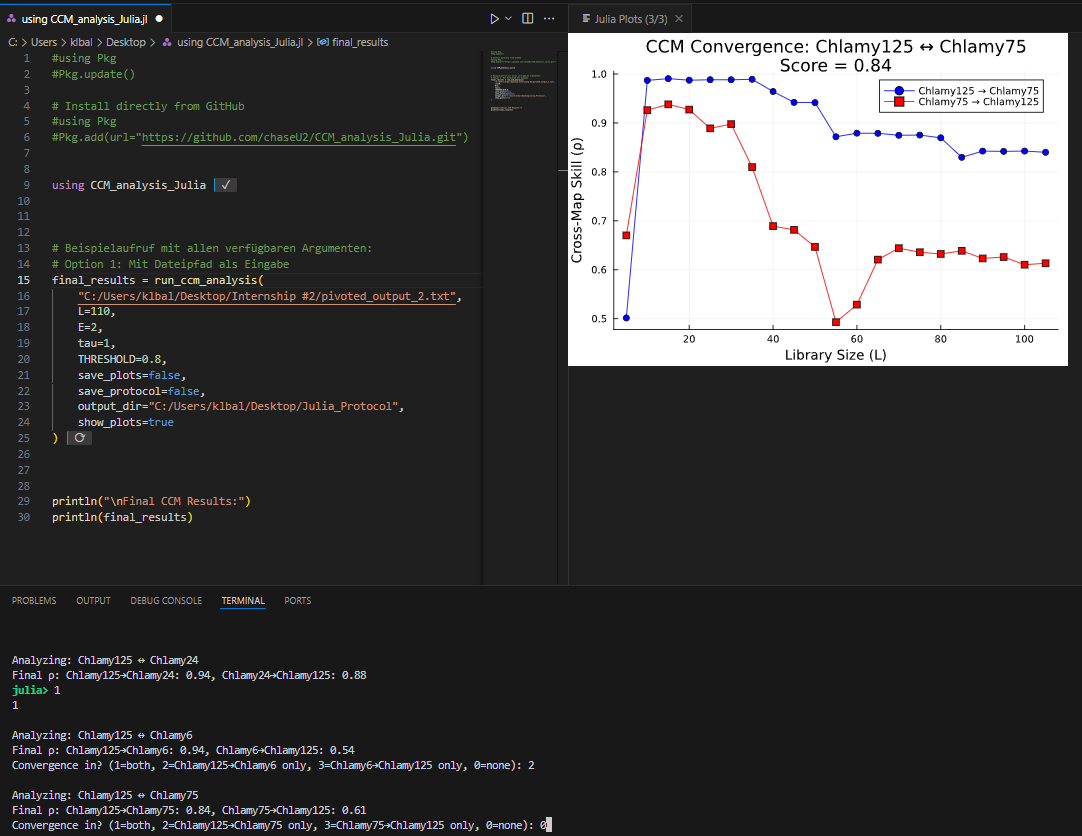 using CCM_analysis_Julia.jl
C: > Users > klbal > Desktop > using CCM_analysis_Julia.jl > final_results
1 #using Pkg
2 #Pkg.update()
3
4 # Install directly from GitHub
5 #using Pkg
6 #Pkg.add(url="https://github.com/chaseU2/CCM_analysis_Julia.git")
7
8
9 using CCM_analysis_Julia ✓
10
11
12
13 # Beispielaufruf mit allen verfügbaren Argumenten:
14 # Option 1: Mit Dateipfad als Eingabe
15 final_results = run_ccm_analysis(
16 "C:/Users/klbal/Desktop/Internship #2/pivoted_output_2.txt",
17 L=110,
18 E=2,
19 tau=1,
20 THRESHOLD=0.8,
21 save_plots=false,
22 save_protocol=false,
23 output_dir="C:/Users/klbal/Desktop/Julia_Protocol",
24 show_plots=true
25 )
26
27
28
29 println("\nFinal CCM Results:")
30 println(final_results)
Julia Plots (3/3)
CCM Convergence: Chlamy125 ↔ Chlamy75
Score = 0.84
Chlamy125 → Chlamy75
Chlamy75 → Chlamy125
Cross-Map Skill (ρ)
1.0
0.9
0.8
0.7
0.6
0.5
20 40 60 80 100
Library Size (L)
PROBLEMS OUTPUT DEBUG CONSOLE TERMINAL PORTS
Analyzing: Chlamy125 ↔ Chlamy24
Final ρ: Chlamy125→Chlamy24: 0.94, Chlamy24→Chlamy125: 0.88
julia> 1
1
Analyzing: Chlamy125 ↔ Chlamy6
Final ρ: Chlamy125→Chlamy6: 0.94, Chlamy6→Chlamy125: 0.54
Convergence in? (1=both, 2=Chlamy125→Chlamy6 only, 3=Chlamy6→Chlamy125 only, 0=none): 2
Analyzing: Chlamy125 ↔ Chlamy75
Final ρ: Chlamy125→Chlamy75: 0.84, Chlamy75→Chlamy125: 0.61
Convergence in? (1=both, 2=Chlamy125→Chlamy75 only, 3=Chlamy75→Chlamy125 only, 0=none): 0